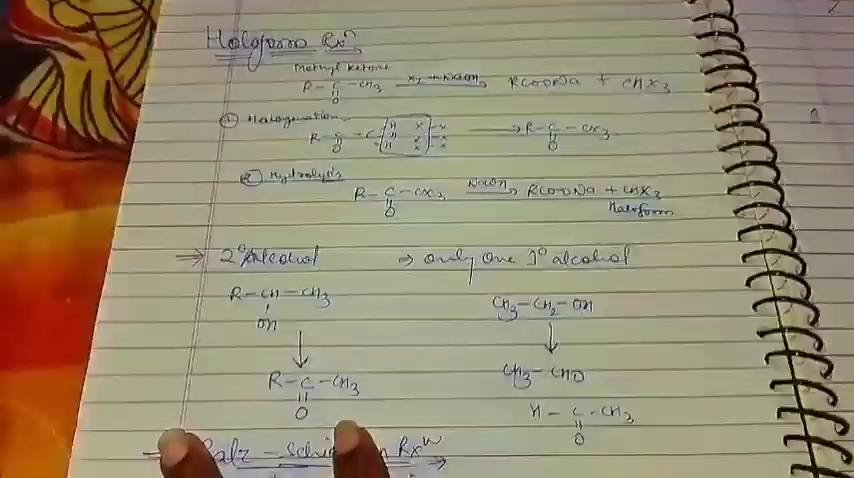 Haloform Rxn
Methyl Ketone
R-C-CH3 X2 + NaOH RCOONa + CHX3
O
① Halogenation
R-C-C H X-X
H X-X
H X-X
O
→ R-C-CX3
O
② Hydrolysis
R-C-CX3 NaOH RCOONa + CHX3
O
Haloform
⇒ 2° Alcohol → only one 1° alcohol
R-CH-CH3 CH3-CH2-OH
OH
↓ ↓
R-C-CH3 CH3-CHO
O H-C-CH3
O
Rxn